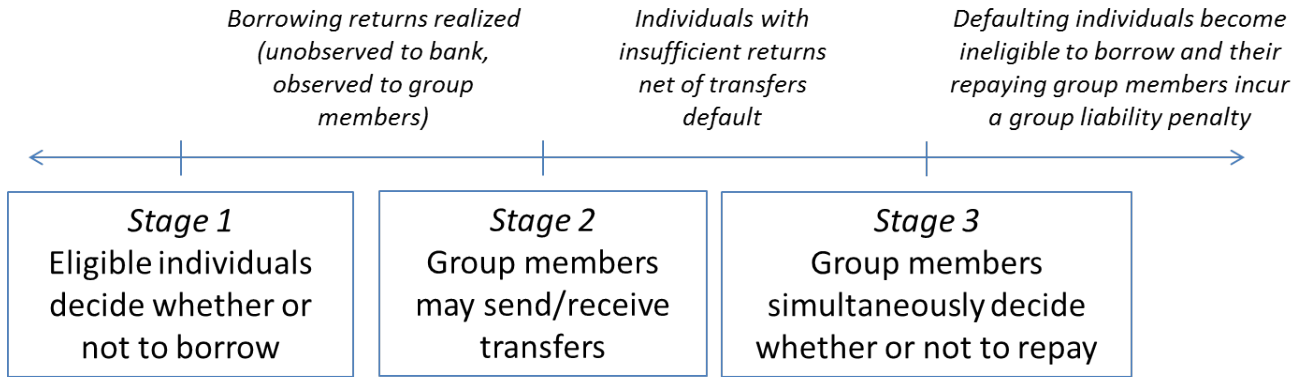 Borrowing returns realized
(unobserved to bank,
observed to group
members)
Individuals with
insufficient returns
net of transfers
default
Defaulting individuals become
ineligible to borrow and their
repaying group members incur
a group liability penalty
Stage 1
Eligible individuals
decide whether or
not to borrow
Stage 2
Group members
may send/receive
transfers
Stage 3
Group members
simultaneously decide
whether or not to repay